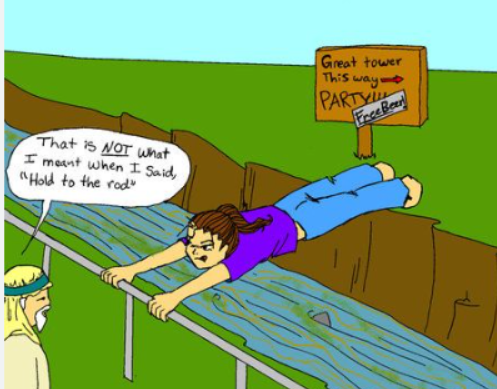 Great tower
This way
PARTY!!!
Free Beer!
That is NOT what
I meant when I said,
"Hold to the rod"